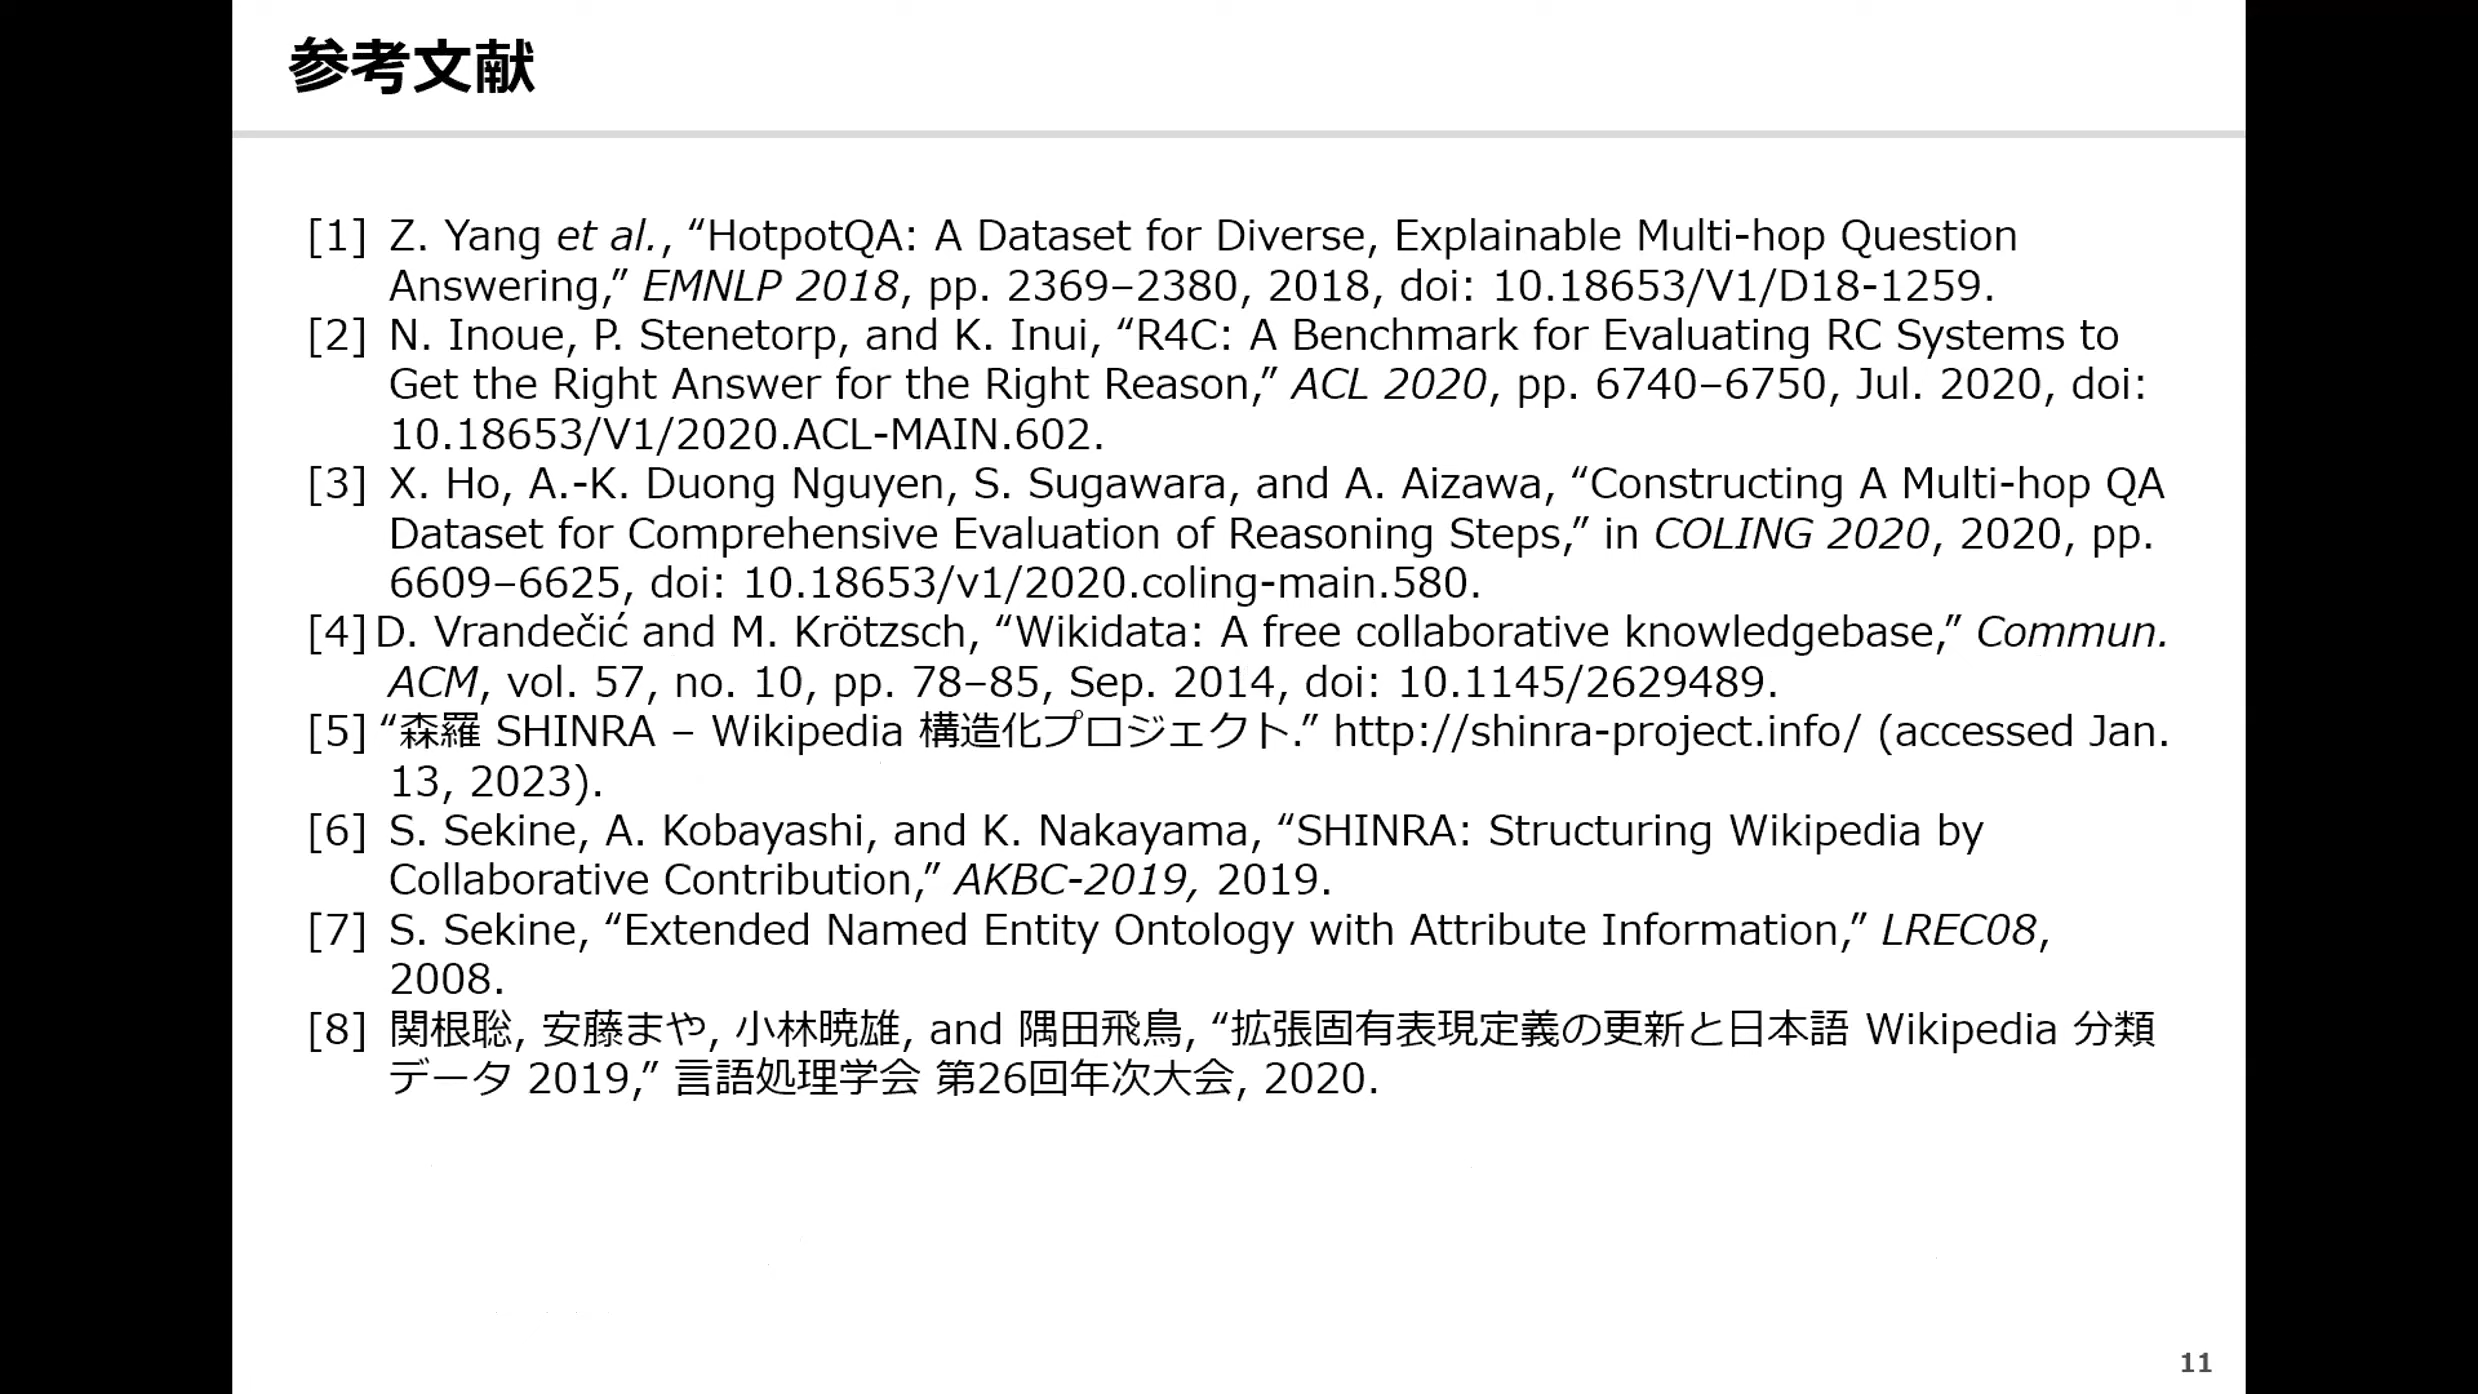 参考文献
[1] Z. Yang et al., “HotpotQA: A Dataset for Diverse, Explainable Multi-hop Question
Answering,” EMNLP 2018, pp. 2369–2380, 2018, doi: 10.18653/V1/D18-1259.
[2] N. Inoue, P. Stenetorp, and K. Inui, “R4C: A Benchmark for Evaluating RC Systems to
Get the Right Answer for the Right Reason,” ACL 2020, pp. 6740–6750, Jul. 2020, doi:
10.18653/V1/2020.ACL-MAIN.602.
[3] X. Ho, A.-K. Duong Nguyen, S. Sugawara, and A. Aizawa, “Constructing A Multi-hop QA
Dataset for Comprehensive Evaluation of Reasoning Steps,” in COLING 2020, 2020, pp.
6609–6625, doi: 10.18653/v1/2020.coling-main.580.
[4] D. Vrandečić and M. Krötzsch, “Wikidata: A free collaborative knowledgebase,” Commun.
ACM, vol. 57, no. 10, pp. 78–85, Sep. 2014, doi: 10.1145/2629489.
[5] “森羅 SHINRA – Wikipedia 構造化プロジェクト.” http://shinra-project.info/ (accessed Jan.
13, 2023).
[6] S. Sekine, A. Kobayashi, and K. Nakayama, “SHINRA: Structuring Wikipedia by
Collaborative Contribution,” AKBC-2019, 2019.
[7] S. Sekine, “Extended Named Entity Ontology with Attribute Information,” LREC08,
2008.
[8] 関根聡, 安藤まや, 小林暁雄, and 隅田飛鳥, “拡張固有表現定義の更新と日本語 Wikipedia 分類
データ 2019,” 言語処理学会 第26回年次大会, 2020.
11